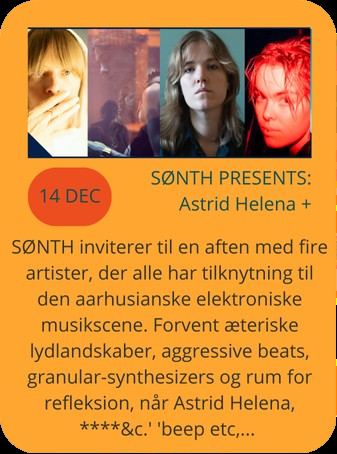 14 DEC
SØNTH PRESENTS:
Astrid Helena +
SØNTH inviterer til en aften med fire
artister, der alle har tilknytning til
den aarhusianske elektroniske
musikscene. Forvent æteriske
lydlandskaber, aggressive beats,
granular-synthesizers og rum for
refleksion, når Astrid Helena,
****&c.' 'beep etc,...